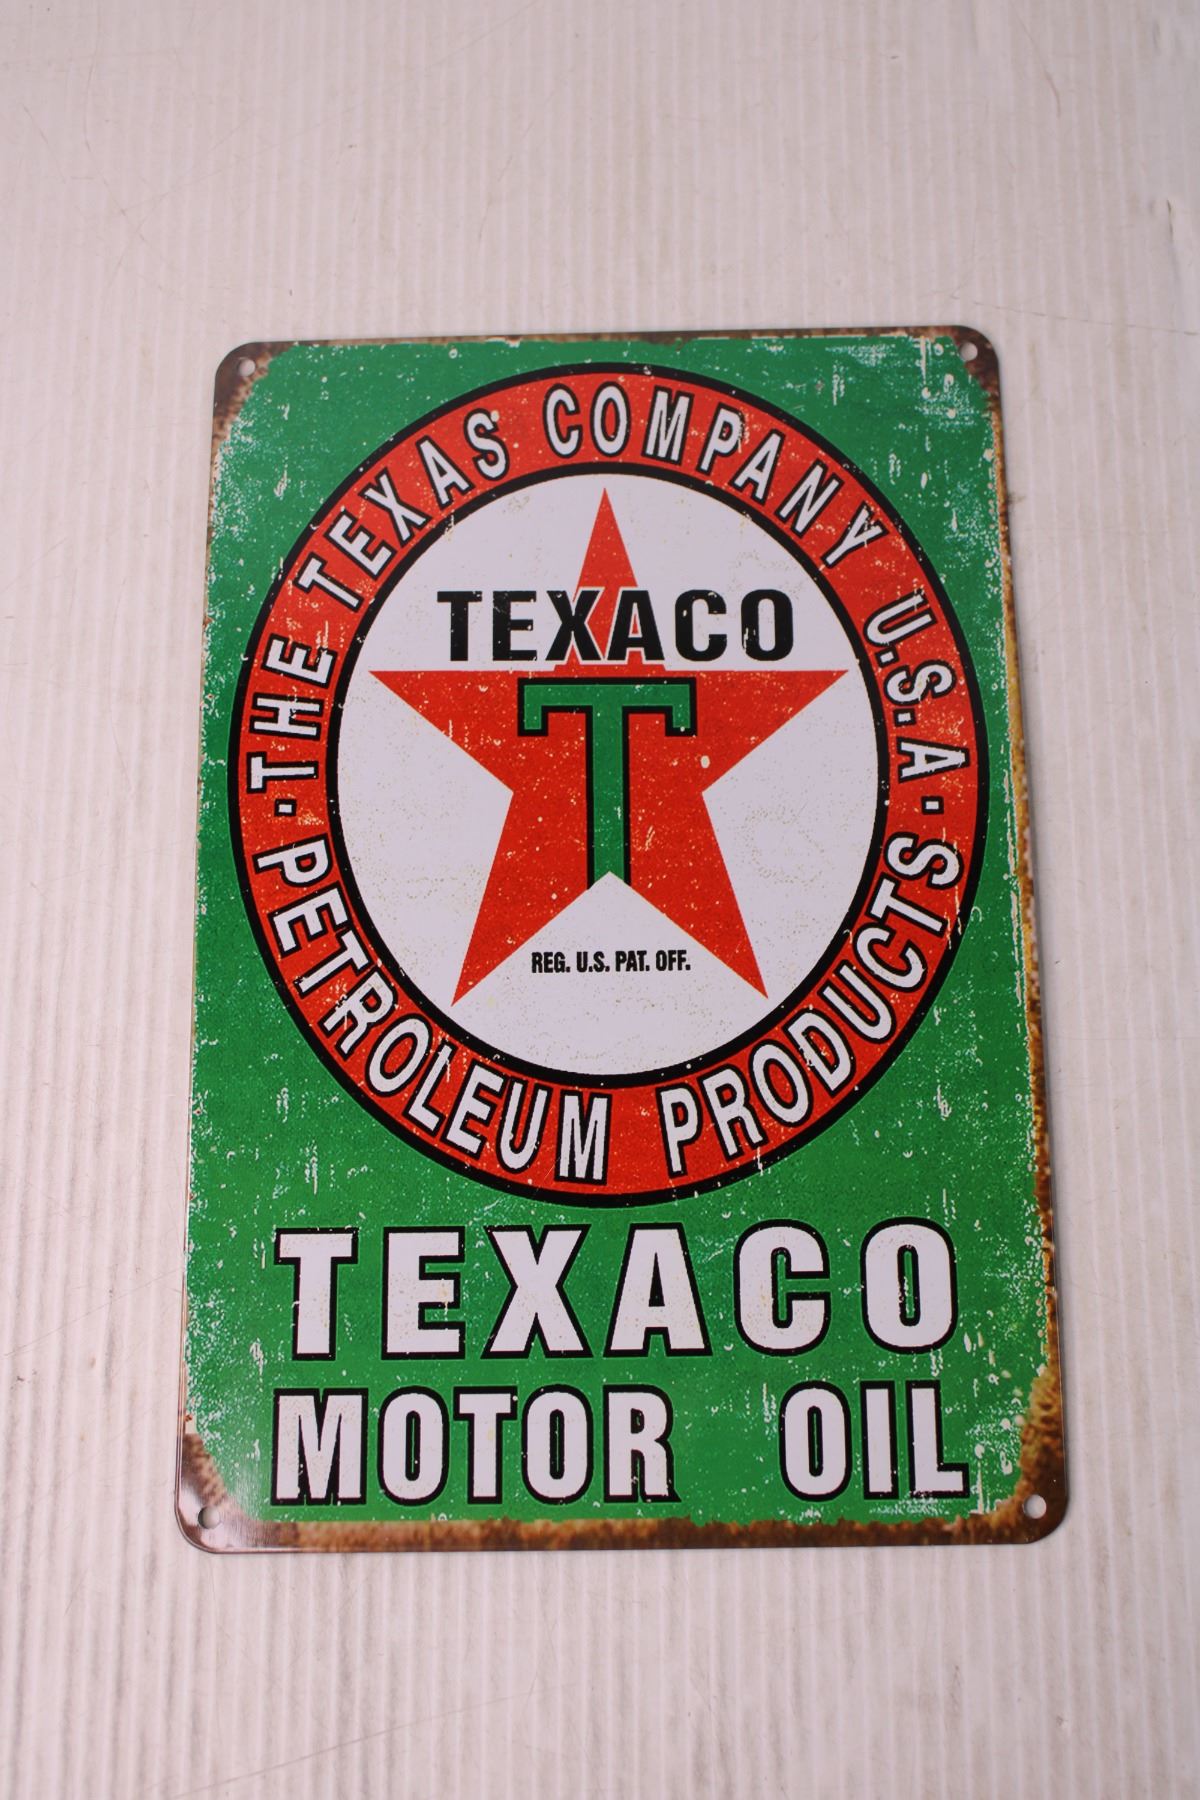 ·THE TEXAS COMPANY U.S.A·
PETROLEUM PRODUCTS
TEXACO
T
REG. U.S. PAT. OFF.
TEXACO
MOTOR OIL